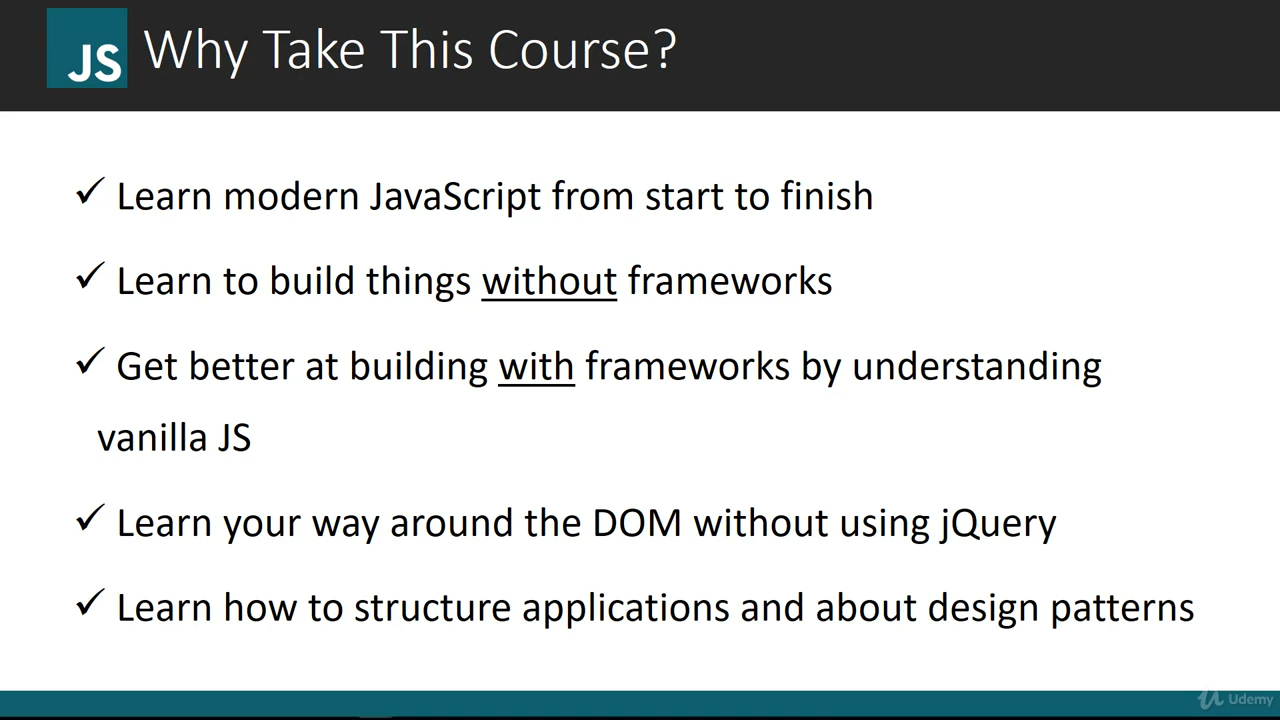 JS Why Take This Course?
✓ Learn modern JavaScript from start to finish
✓ Learn to build things without frameworks
✓ Get better at building with frameworks by understanding
vanilla JS
✓ Learn your way around the DOM without using jQuery
✓ Learn how to structure applications and about design patterns
Udemy